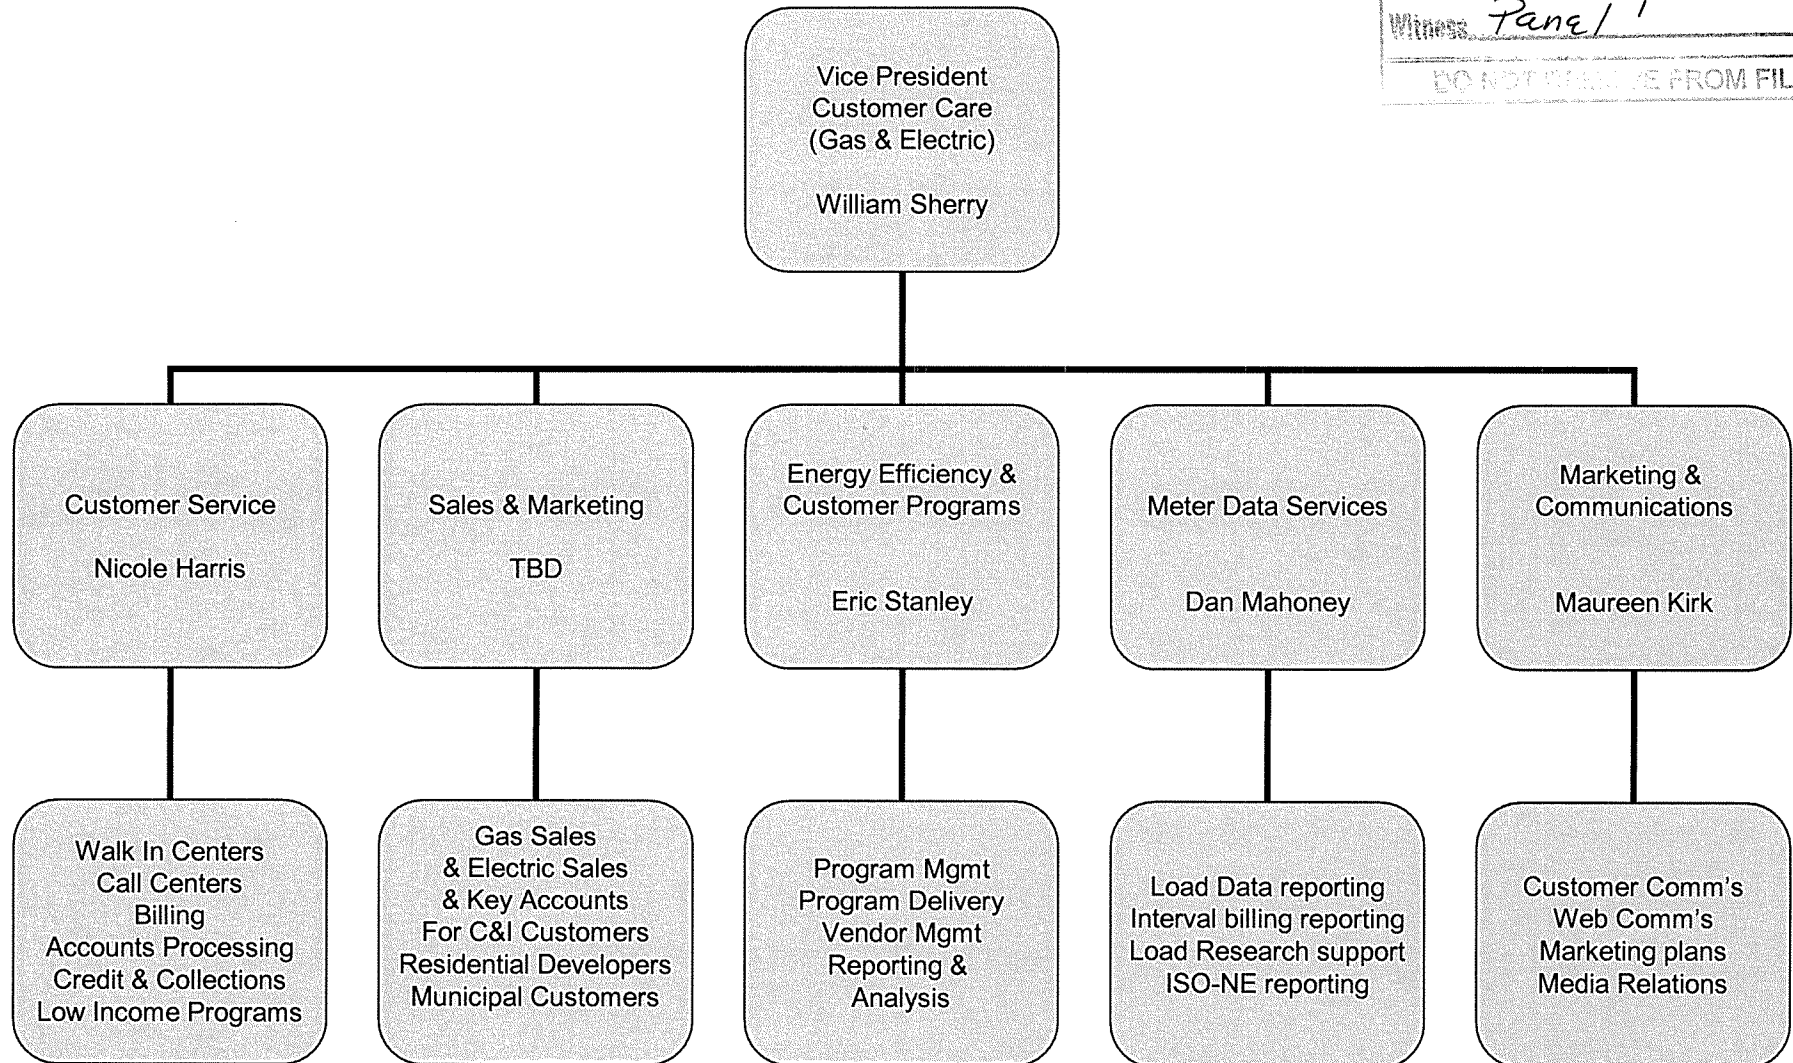 Witness Panel 1
DO NOT REMOVE FROM FIL
Vice President
Customer Care
(Gas & Electric)
William Sherry
Customer Service
Nicole Harris
Sales & Marketing
TBD
Energy Efficiency &
Customer Programs
Eric Stanley
Meter Data Services
Dan Mahoney
Marketing &
Communications
Maureen Kirk
Walk In Centers
Call Centers
Billing
Accounts Processing
Credit & Collections
Low Income Programs
Gas Sales
& Electric Sales
& Key Accounts
For C&I Customers
Residential Developers
Municipal Customers
Program Mgmt
Program Delivery
Vendor Mgmt
Reporting &
Analysis
Load Data reporting
Interval billing reporting
Load Research support
ISO-NE reporting
Customer Comm's
Web Comm's
Marketing plans
Media Relations